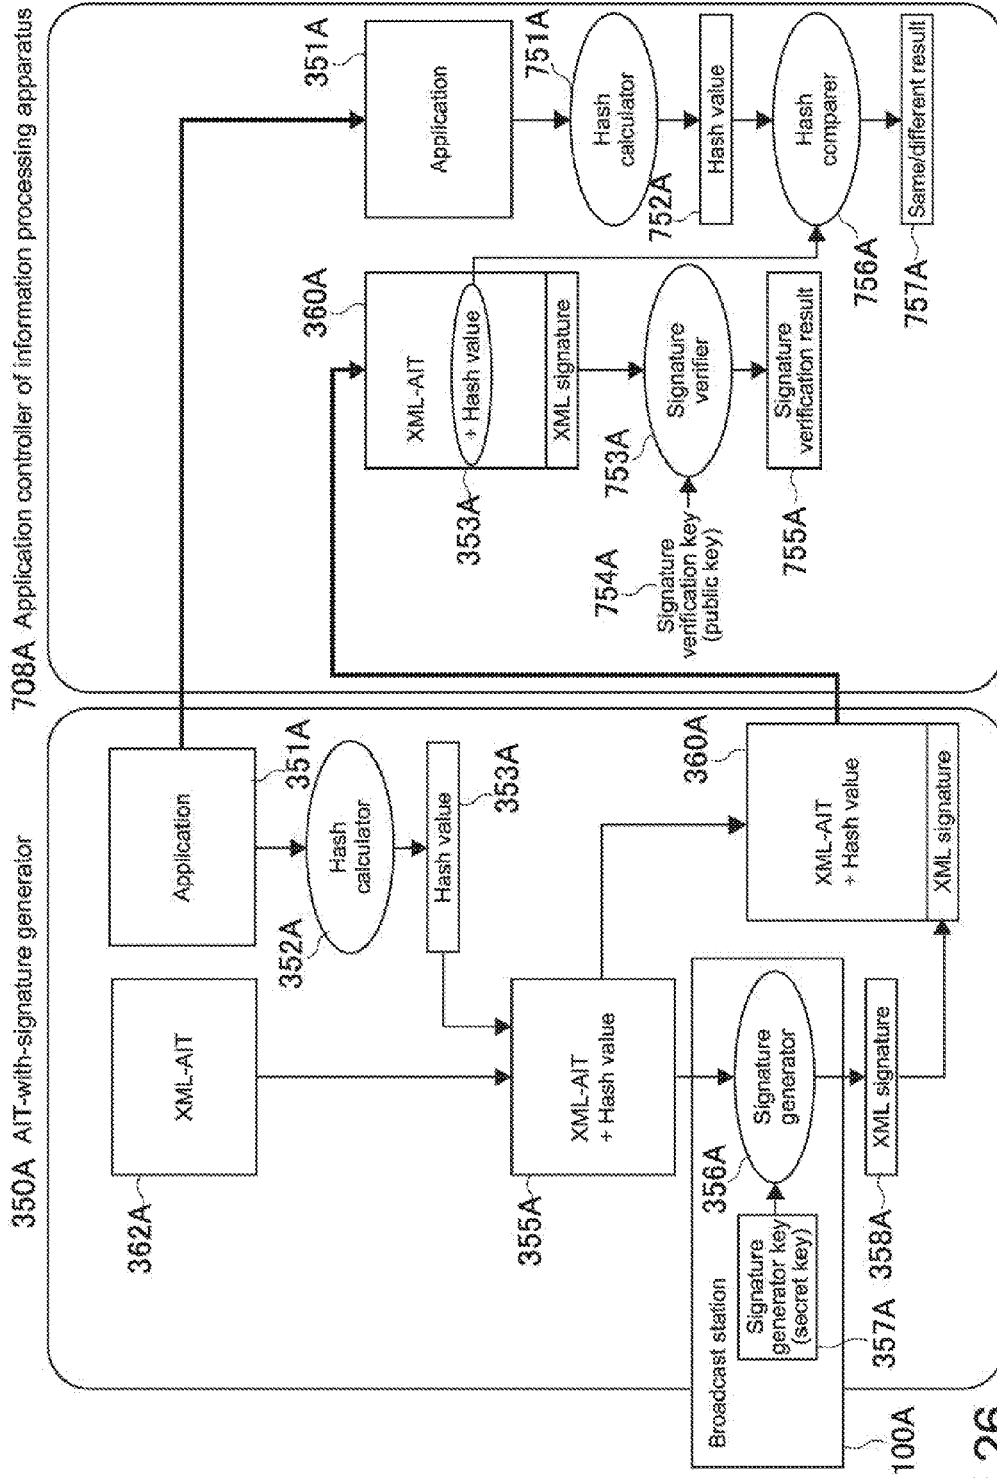 350A AIT-with-signature generator
362A
XML-AIT
Application
351A
352A
Hash
calculator
Hash value
353A
355A
XML-AIT
+ Hash value
Broadcast station
100A
356A
Signature
generator
Signature
generator key
(secret key)
357A
XML signature
358A
360A
XML-AIT
+ Hash value
XML signature
708A Application controller of information processing apparatus
360A
XML-AIT
+ Hash value
XML signature
353A
351A
Application
751A
Hash
calculator
752A
Hash value
753A
Signature
verifier
754A
Signature
verification key
(public key)
755A
Signature
verification result
Hash
comparer
756A
Same/different result
757A
26